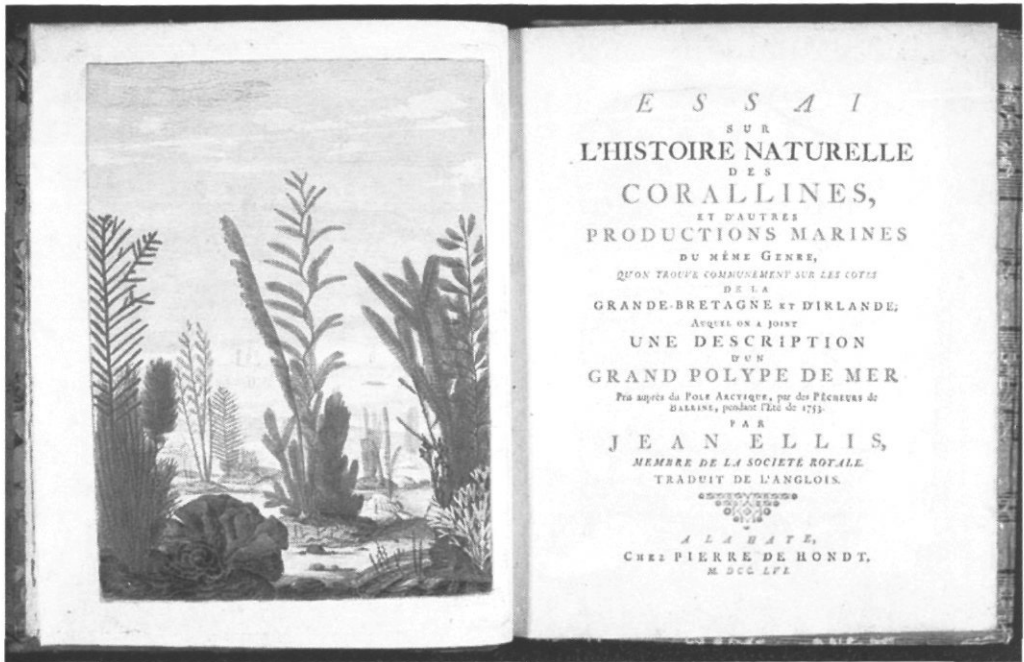 ESSAI
SUR
L'HISTOIRE NATURELLE
DES
CORALLINES,
ET D'AUTRES
PRODUCTIONS MARINES
DU MÊME GENRE,
QU'ON TROUVE COMMUNEMENT SUR LES COTES
DE LA
GRANDE-BRETAGNE ET D'IRLANDE;
AUQUEL ON A JOINT
UNE DESCRIPTION
D'UN
GRAND POLYPE DE MER
Pris auprès du POLE ARCTIQUE, par des PÊCHEURS de
BALEINE, pendant l'Eté de 1753.
PAR
JEAN ELLIS,
MEMBRE DE LA SOCIETÉ ROYALE.
TRADUIT DE L'ANGLOIS.
A LA HAYE,
CHEZ PIERRE DE HONDT,
M. DCC. LVI.